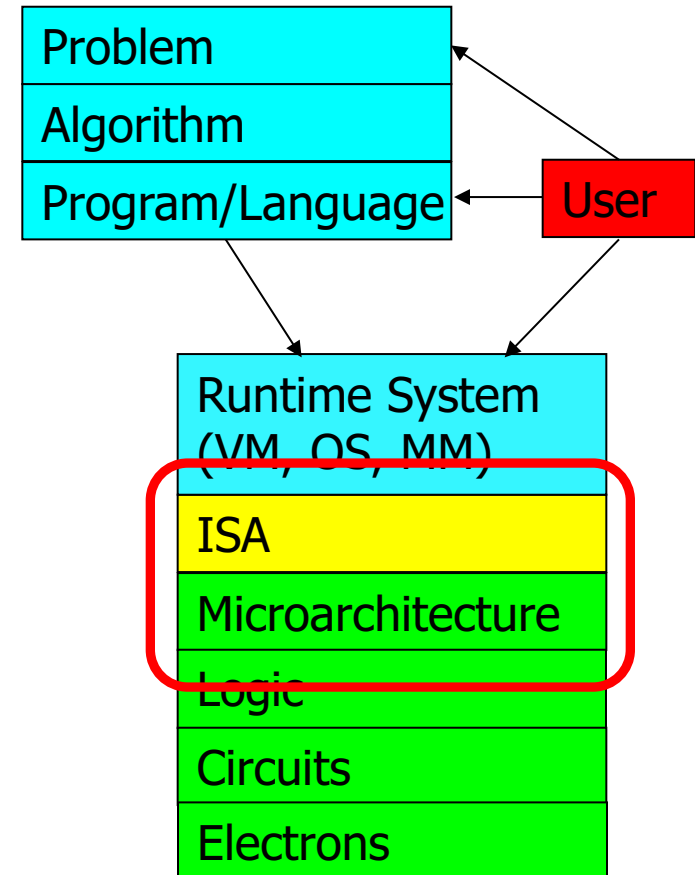 Problem
Algorithm
Program/Language
User
Runtime System
(VM, OS, MM)
ISA
Microarchitecture
Logic
Circuits
Electrons